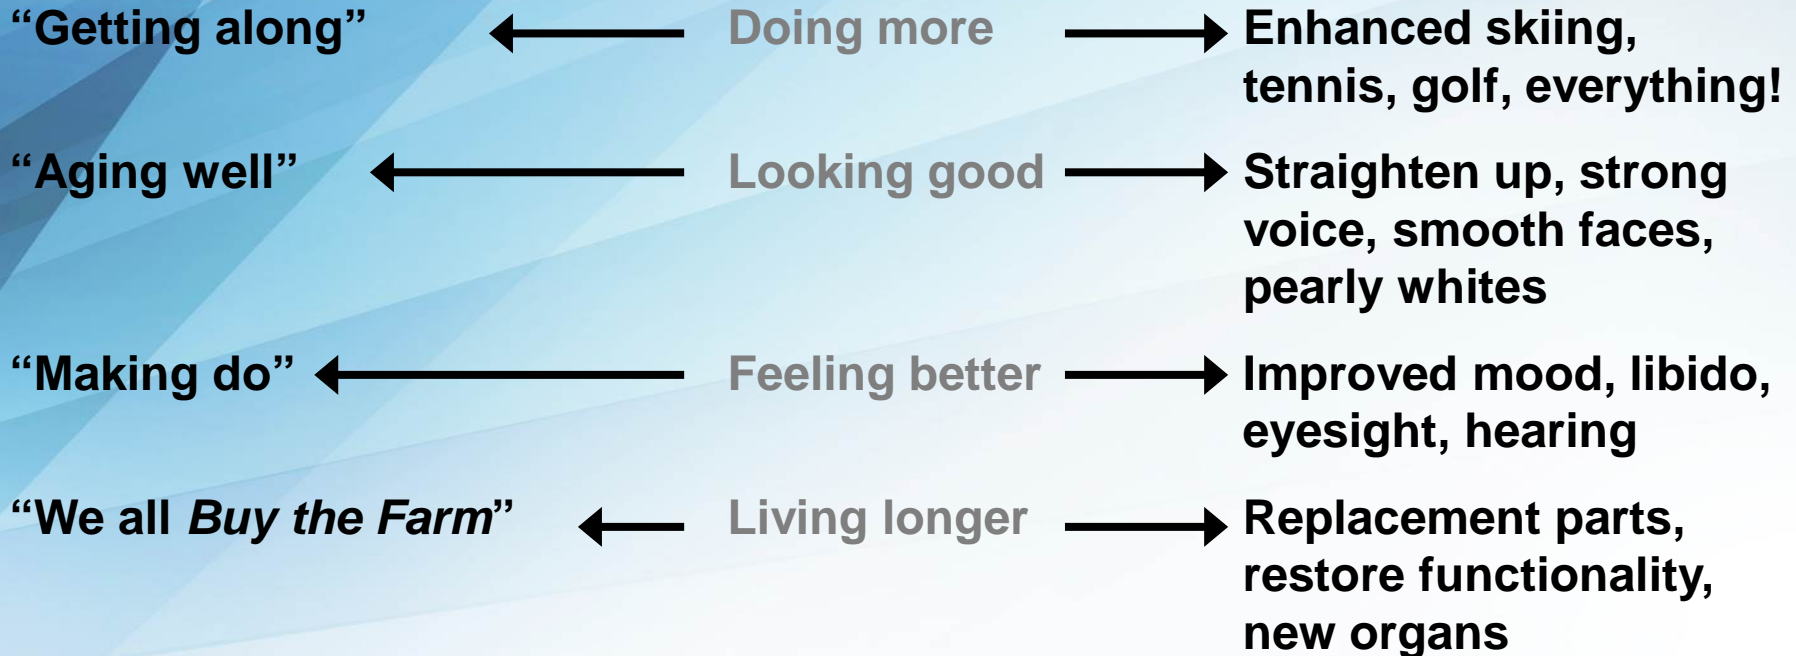 “Getting along” Doing more Enhanced skiing,
tennis, golf, everything!
“Aging well” Looking good Straighten up, strong
voice, smooth faces,
pearly whites
“Making do” Feeling better Improved mood, libido,
eyesight, hearing
“We all Buy the Farm” Living longer Replacement parts,
restore functionality,
new organs